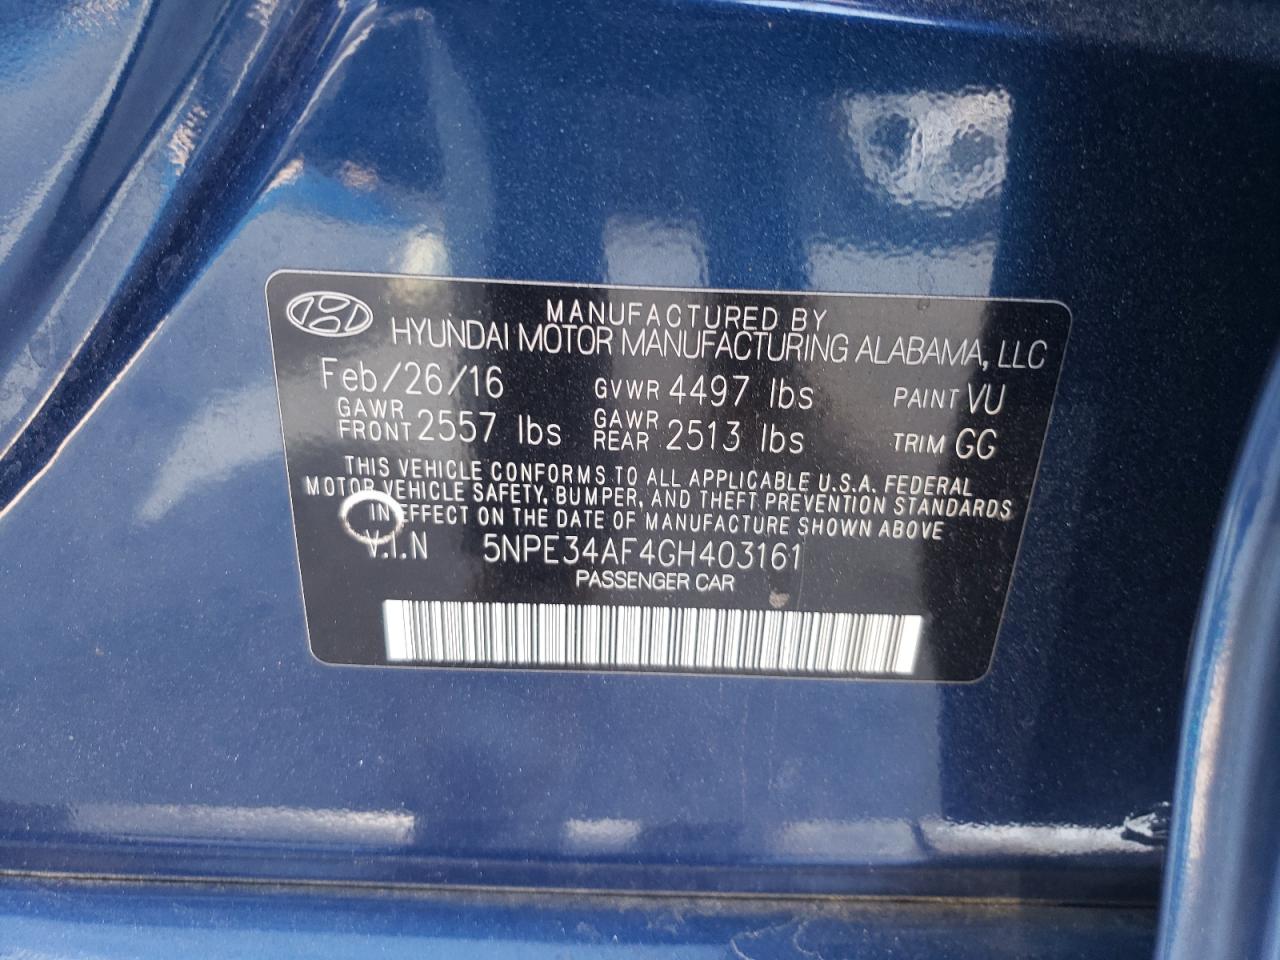 MANUFACTURED BY
HYUNDAI MOTOR MANUFACTURING ALABAMA, LLC
Feb/26/16 GVWR 4497 lbs PAINT VU
GAWR FRONT 2557 lbs GAWR REAR 2513 lbs TRIM GG
THIS VEHICLE CONFORMS TO ALL APPLICABLE U.S.A. FEDERAL
MOTOR VEHICLE SAFETY, BUMPER, AND THEFT PREVENTION STANDARDS
IN EFFECT ON THE DATE OF MANUFACTURE SHOWN ABOVE
V.I.N 5NPE34AF4GH403161
PASSENGER CAR